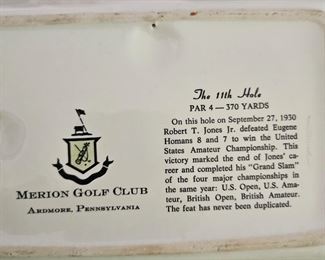 The 11th Hole
PAR 4 — 370 YARDS
On this hole on September 27, 1930
Robert T. Jones Jr. defeated Eugene
Homans 8 and 7 to win the United
States Amateur Championship. This
victory marked the end of Jones' ca-
reer and completed his "Grand Slam"
of the four major championships in
the same year: U.S. Open, U.S. Ama-
teur, British Open, British Amateur.
The feat has never been duplicated.
MERION GOLF CLUB
ARDMORE, PENNSYLVANIA